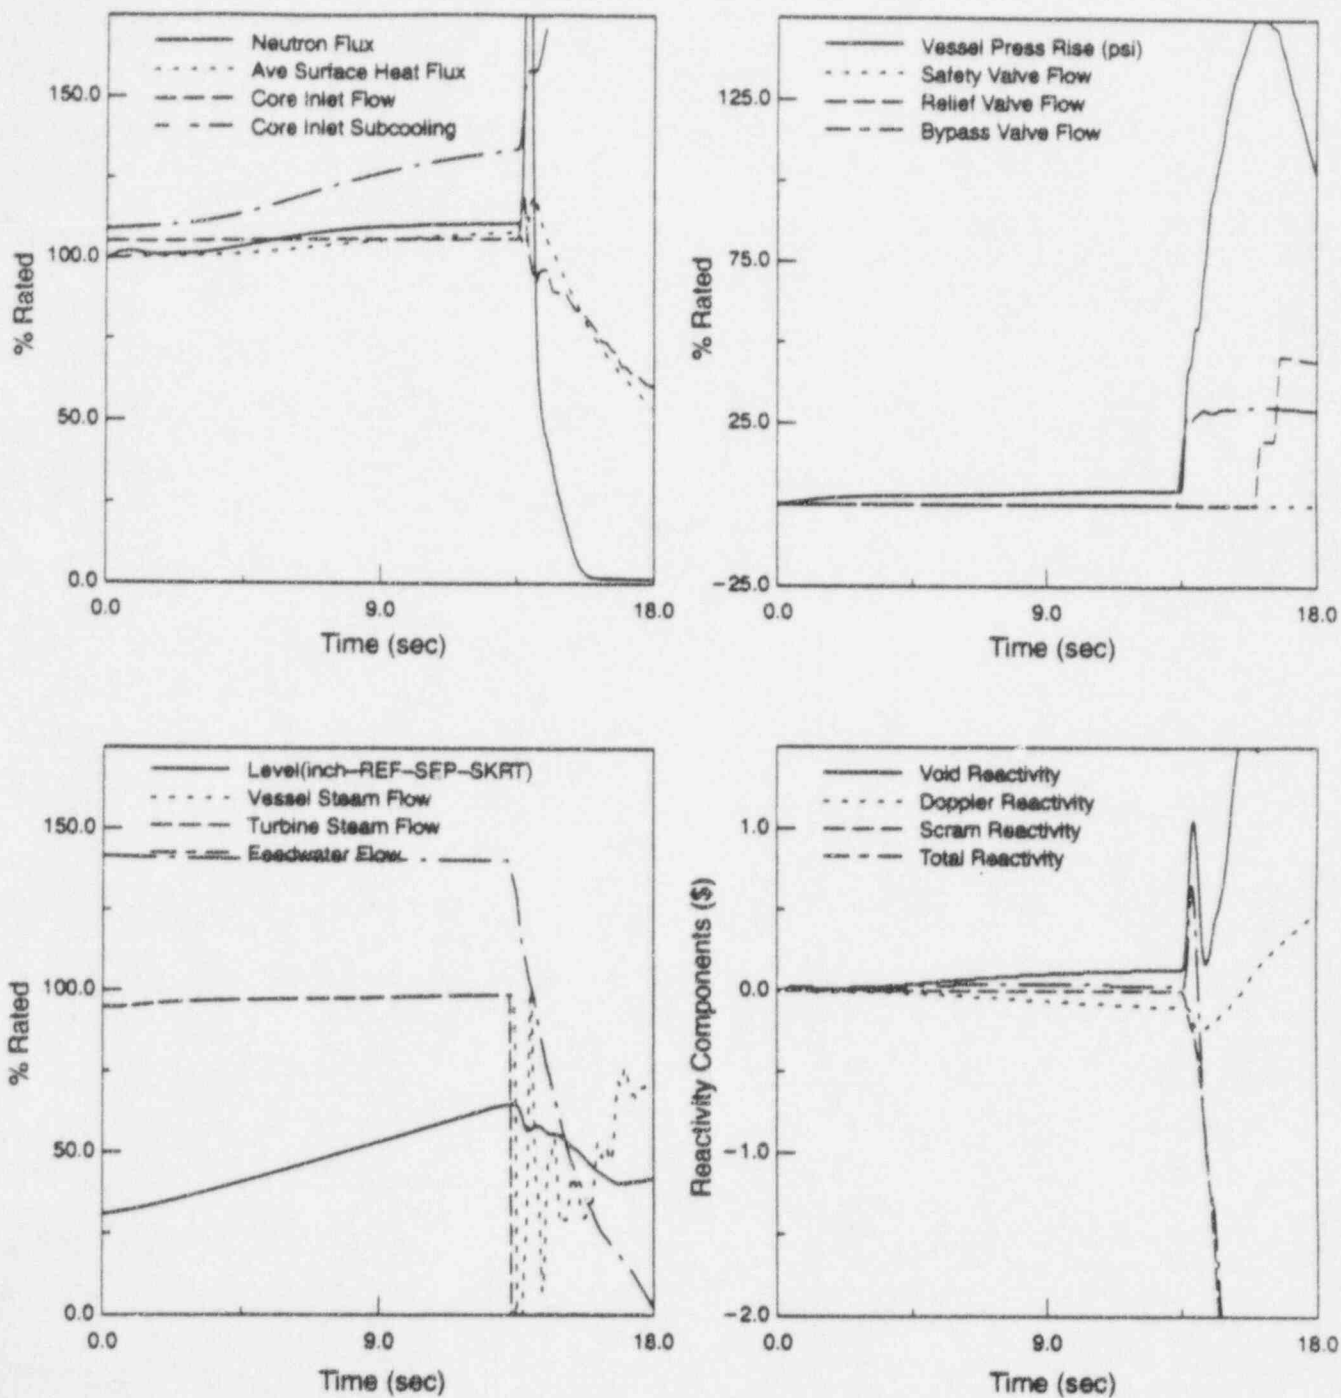 Neutron Flux
Ave Surface Heat Flux
Core Inlet Flow
Core Inlet Subcooling
150.0
100.0
50.0
0.0
% Rated
0.0
9.0
18.0
Time (sec)
Vessel Press Rise (psi)
Safety Valve Flow
Relief Valve Flow
Bypass Valve Flow
125.0
75.0
25.0
-25.0
% Rated
0.0
9.0
18.0
Time (sec)
Level(inch-REF-SEP-SKRT)
Vessel Steam Flow
Turbine Steam Flow
Feedwater Flow
150.0
100.0
50.0
0.0
% Rated
0.0
9.0
18.0
Time (sec)
Void Reactivity
Doppler Reactivity
Scram Reactivity
Total Reactivity
1.0
0.0
-1.0
-2.0
Reactivity Components ($)
0.0
9.0
18.0
Time (sec)